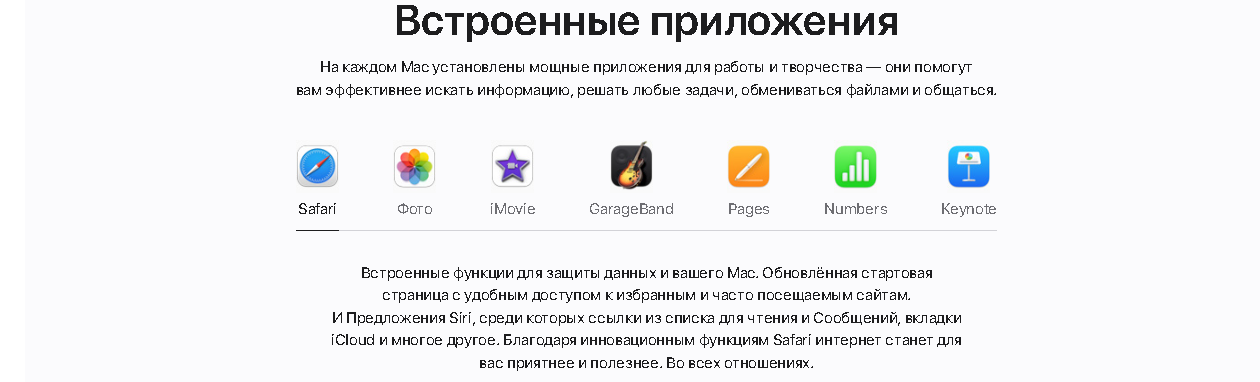 Встроенные приложения
На каждом Mac установлены мощные приложения для работы и творчества — они помогут
вам эффективнее искать информацию, решать любые задачи, обмениваться файлами и общаться.
Safari Фото iMovie GarageBand Pages Numbers Keynote
Встроенные функции для защиты данных и вашего Mac. Обновлённая стартовая
страница с удобным доступом к избранным и часто посещаемым сайтам.
И Предложения Siri, среди которых ссылки из списка для чтения и Сообщений, вкладки
iCloud и многое другое. Благодаря инновационным функциям Safari интернет станет для
вас приятнее и полезнее. Во всех отношениях.